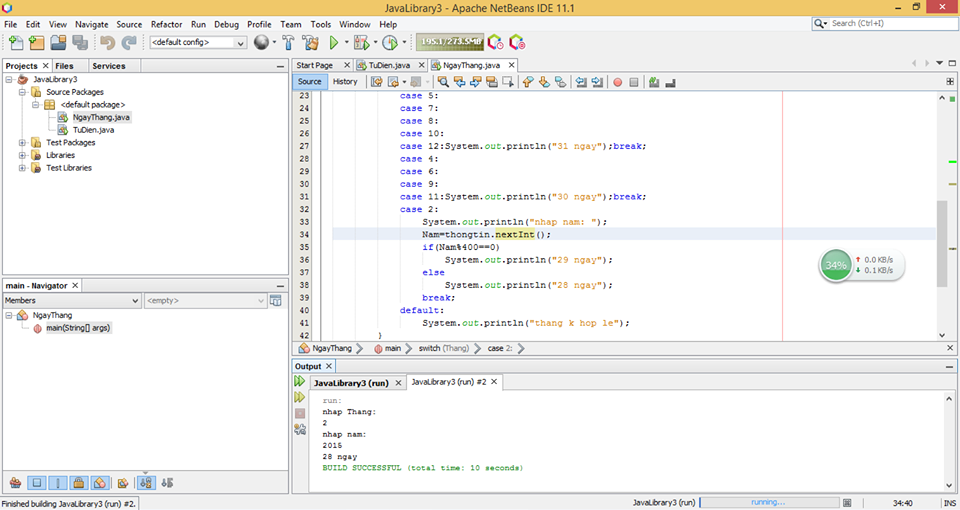 JavaLibrary3 - Apache NetBeans IDE 11.1
File Edit View Navigate Source Refactor Run Debug Profile Team Tools Window Help
Search (Ctrl+I)
<default config>
Projects Files Services
JavaLibrary3
Source Packages
<default package>
NgayThang.java
TuDien.java
Test Packages
Libraries
Test Libraries
main - Navigator
Members <empty>
NgayThang
main(String[] args)
Start Page TuDien.java NgayThang.java
Source History
23 case 5:
24 case 7:
25 case 8:
26 case 10:
27 case 12:System.out.println("31 ngay");break;
28 case 4:
29 case 6:
30 case 9:
31 case 11:System.out.println("30 ngay");break;
32 case 2:
33 System.out.println("nhap nam: ");
34 Nam=thongtin.nextInt();
35 if(Nam%400==0)
36 System.out.println("29 ngay");
37 else
38 System.out.println("28 ngay");
39 break;
40 default:
41 System.out.println("thang k hop le");
42 }
34%
0.0 KB/s
0.1 KB/s
NgayThang main switch (Thang) case 2:
Output
JavaLibrary3 (run) JavaLibrary3 (run) #2
run:
nhap Thang:
2
nhap nam:
2015
28 ngay
BUILD SUCCESSFUL (total time: 10 seconds)
Finished building JavaLibrary3 (run) #2. JavaLibrary3 (run) running... 34:40 INS